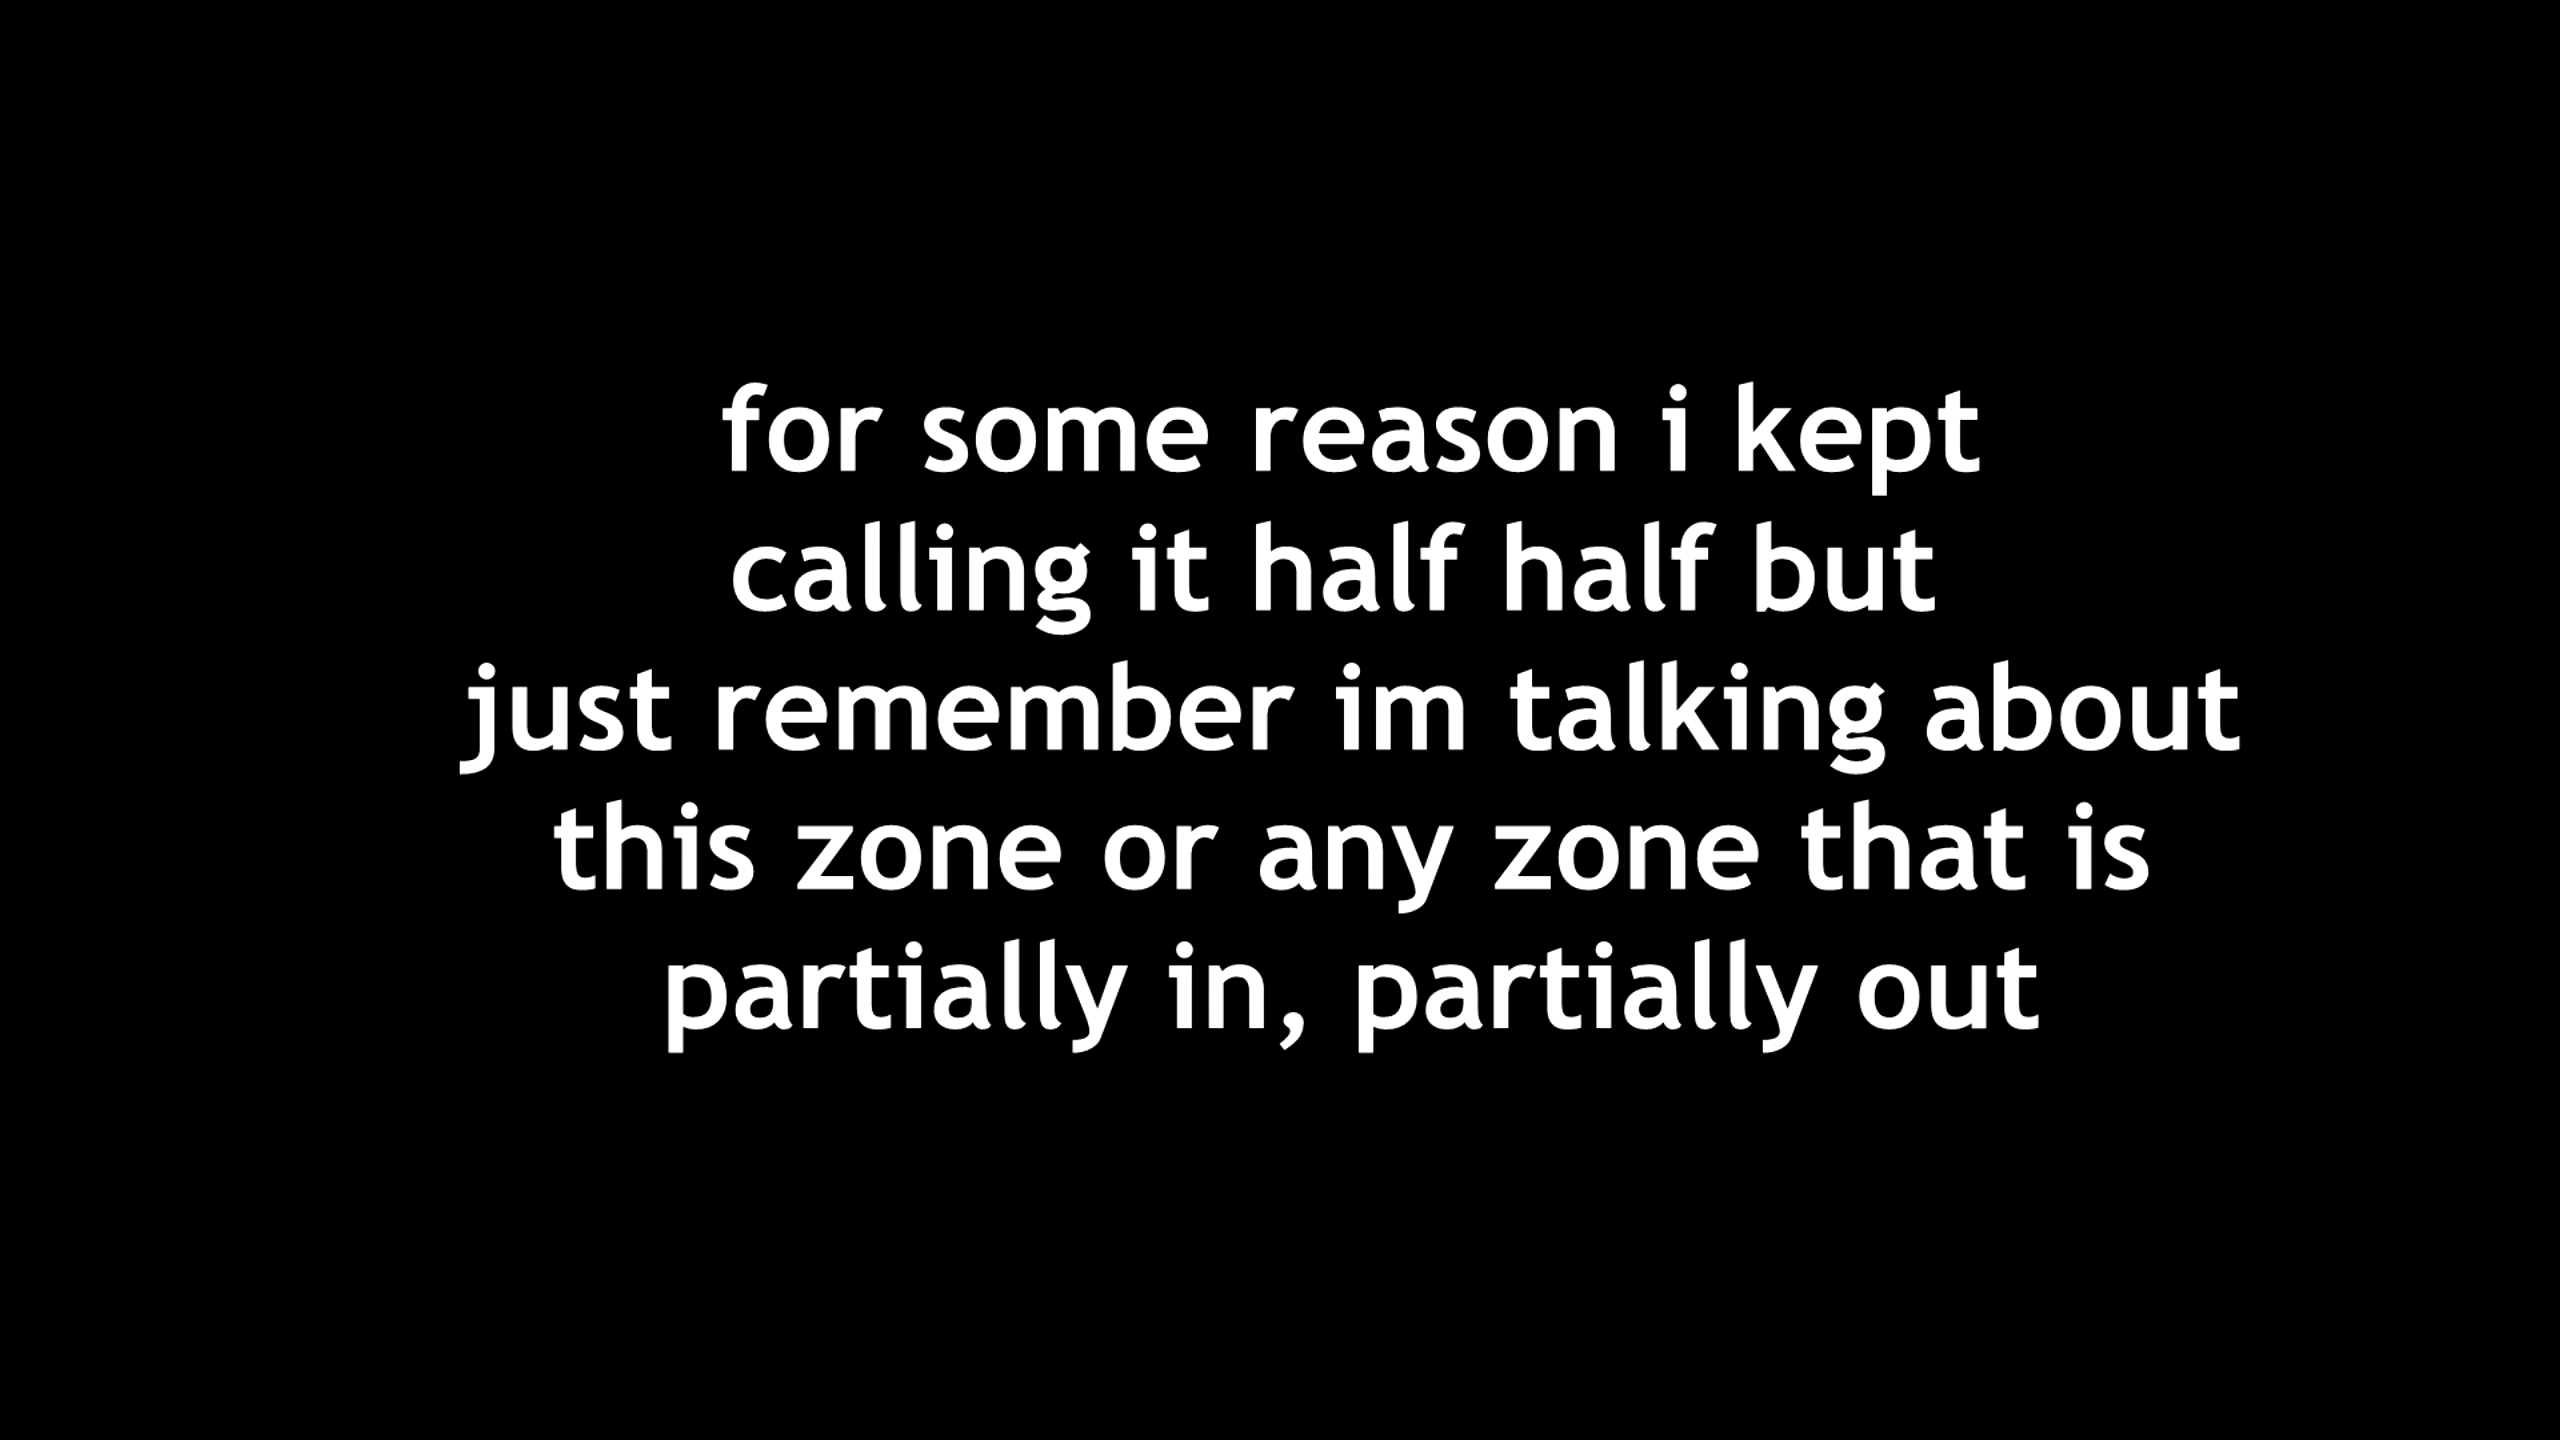 for some reason i kept
calling it half half but
just remember im talking about
this zone or any zone that is
partially in, partially out